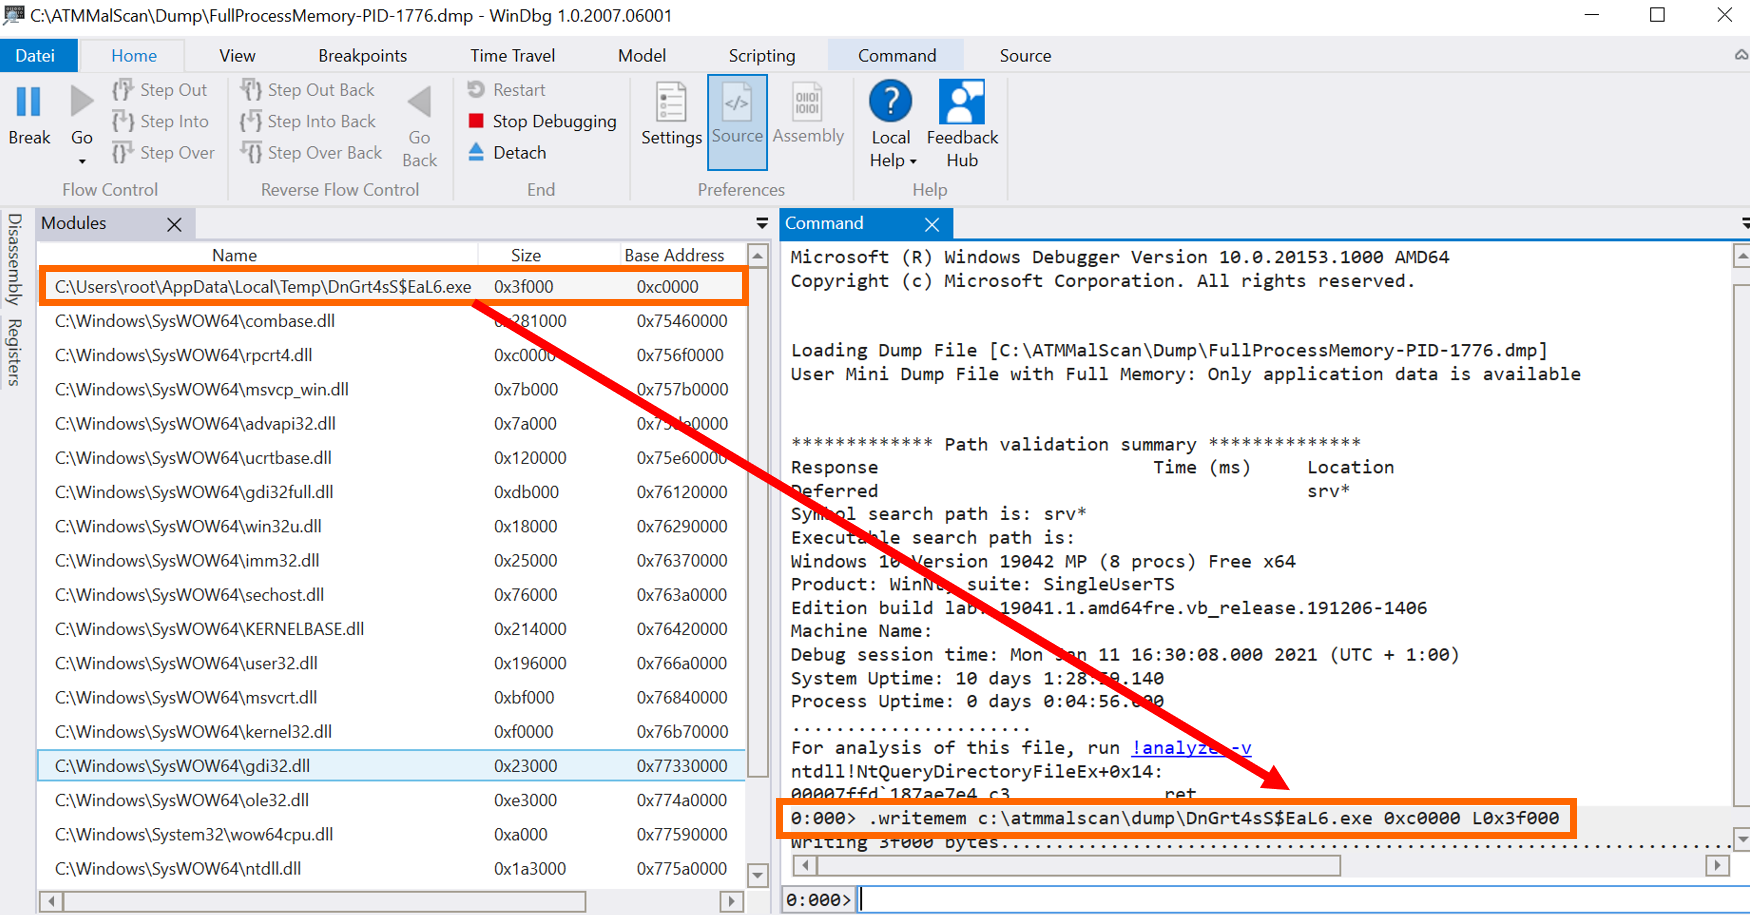 C:\ATMMalScan\Dump\FullProcessMemory-PID-1776.dmp - WinDbg 1.0.2007.06001
Datei Home View Breakpoints Time Travel Model Scripting Command Source
Break
Go
Step Out
Step Into
Step Over
Flow Control
Step Out Back
Step Into Back
Step Over Back
Go Back
Reverse Flow Control
Restart
Stop Debugging
Detach
End
Settings
Source
Assembly
Preferences
Local Help
Feedback Hub
Help
Disassembly
Registers
Modules
Name Size Base Address
C:\Users\root\AppData\Local\Temp\DnGrt4sS$EaL6.exe 0x3f000 0xc0000
C:\Windows\SysWOW64\combase.dll 0x281000 0x75460000
C:\Windows\SysWOW64\rpcrt4.dll 0xc0000 0x756f0000
C:\Windows\SysWOW64\msvcp_win.dll 0x7b000 0x757b0000
C:\Windows\SysWOW64\advapi32.dll 0x7a000
C:\Windows\SysWOW64\ucrtbase.dll 0x120000 0x75e60000
C:\Windows\SysWOW64\gdi32full.dll 0xdb000 0x76120000
C:\Windows\SysWOW64\win32u.dll 0x18000 0x76290000
C:\Windows\SysWOW64\imm32.dll 0x25000 0x76370000
C:\Windows\SysWOW64\sechost.dll 0x76000 0x763a0000
C:\Windows\SysWOW64\KERNELBASE.dll 0x214000 0x76420000
C:\Windows\SysWOW64\user32.dll 0x196000 0x766a0000
C:\Windows\SysWOW64\msvcrt.dll 0xbf000 0x76840000
C:\Windows\SysWOW64\kernel32.dll 0xf0000 0x76b70000
C:\Windows\SysWOW64\gdi32.dll 0x23000 0x77330000
C:\Windows\SysWOW64\ole32.dll 0xe3000 0x774a0000
C:\Windows\System32\wow64cpu.dll 0xa000 0x77590000
C:\Windows\SysWOW64\ntdll.dll 0x1a3000 0x775a0000
Command
Microsoft (R) Windows Debugger Version 10.0.20153.1000 AMD64
Copyright (c) Microsoft Corporation. All rights reserved.
Loading Dump File [C:\ATMMalScan\Dump\FullProcessMemory-PID-1776.dmp]
User Mini Dump File with Full Memory: Only application data is available
************* Path validation summary **************
Response Time (ms) Location
Deferred srv*
Symbol search path is: srv*
Executable search path is:
Windows 10 Version 19042 MP (8 procs) Free x64
Product: WinNt, suite: SingleUserTS
Edition build lab: 19041.1.amd64fre.vb_release.191206-1406
Machine Name:
Debug session time: Mon Jan 11 16:30:08.000 2021 (UTC + 1:00)
System Uptime: 10 days 1:28:59.140
Process Uptime: 0 days 0:04:56.000
......................
For analysis of this file, run !analyze -v
ntdll!NtQueryDirectoryFileEx+0x14:
00007ffd`187ae7e4 c3 ret
0:000> .writemem c:\atmmalscan\dump\DnGrt4sS$EaL6.exe 0xc0000 L0x3f000
Writing 3f000 bytes...................................................................
0:000>